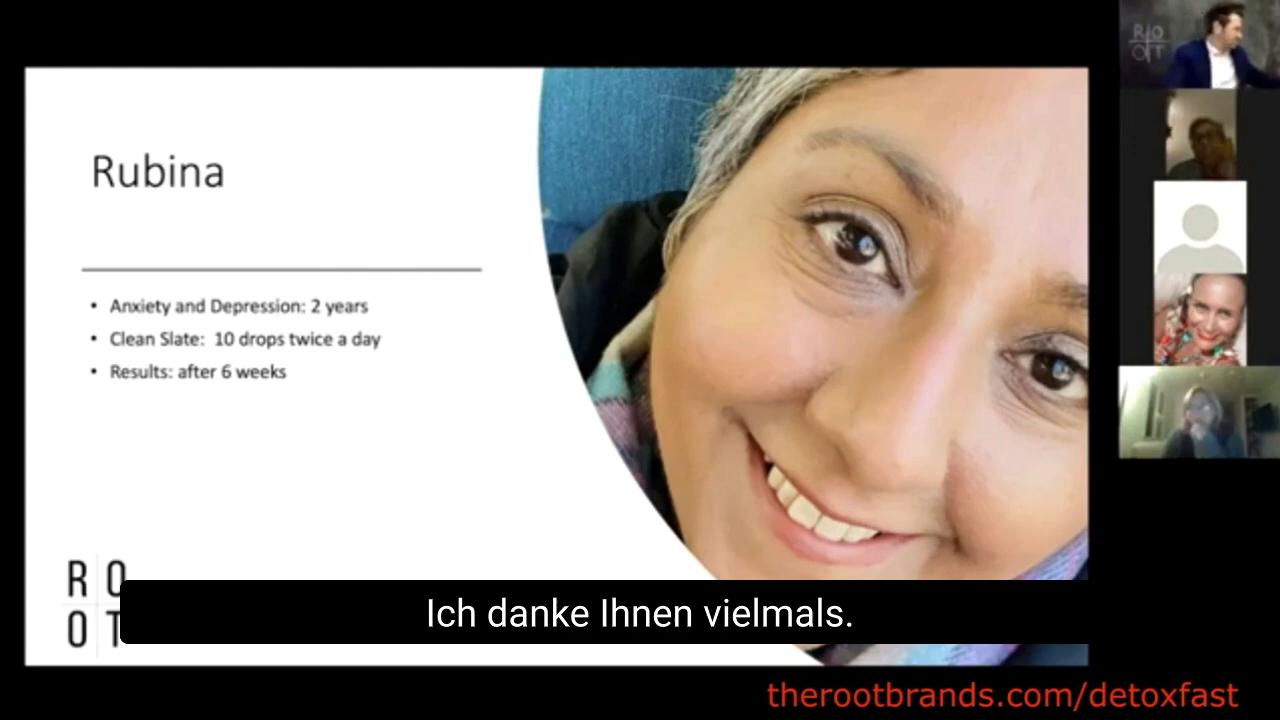 Rubina
• Anxiety and Depression: 2 years
• Clean Slate: 10 drops twice a day
• Results: after 6 weeks
R O
O T
Ich danke Ihnen vielmals.
therootbrands.com/detoxfast
R O
O T